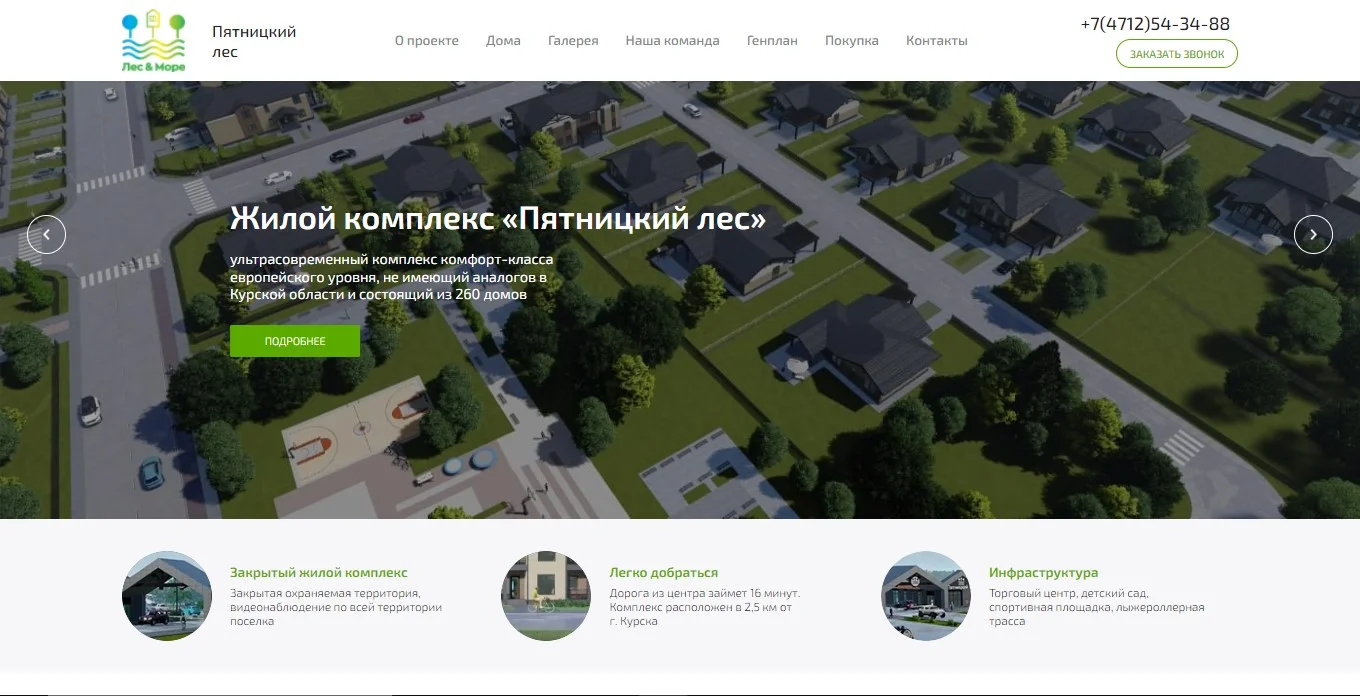 Лес & Море
Пятницкий
лес
О проекте
Дома
Галерея
Наша команда
Генплан
Покупка
Контакты
+7(4712)54-34-88
ЗАКАЗАТЬ ЗВОНОК
Жилой комплекс «Пятницкий лес»
ультрасовременный комплекс комфорт-класса
европейского уровня, не имеющий аналогов в
Курской области и состоящий из 260 домов
ПОДРОБНЕЕ
Закрытый жилой комплекс
Закрытая охраняемая территория,
видеонаблюдение по всей территории
поселка
Легко добраться
Дорога из центра займет 16 минут.
Комплекс расположен в 2,5 км от
г. Курска
Инфраструктура
Торговый центр, детский сад,
спортивная площадка, лыжероллерная
трасса